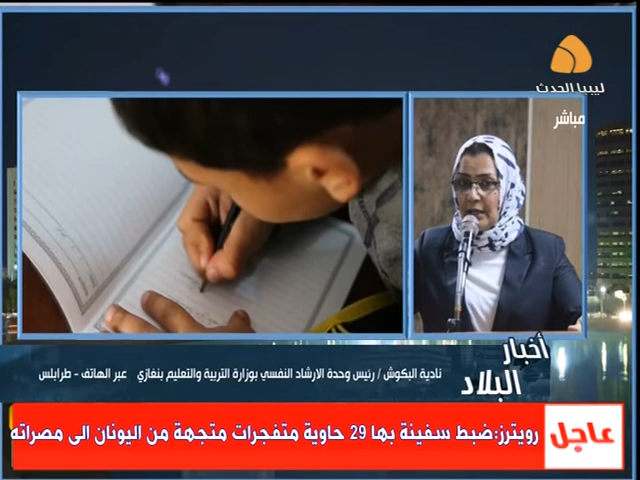 ليبيا الحدث
مباشر
أخبار
البلاد
نادية البكوش / رئيس وحدة الارشاد النفسي بوزارة التربية والتعليم بنغازي عبر الهاتف - طرابلس
عاجل
رويترز:ضبط سفينة بها 29 حاوية متفجرات متجهة من اليونان الى مصراته